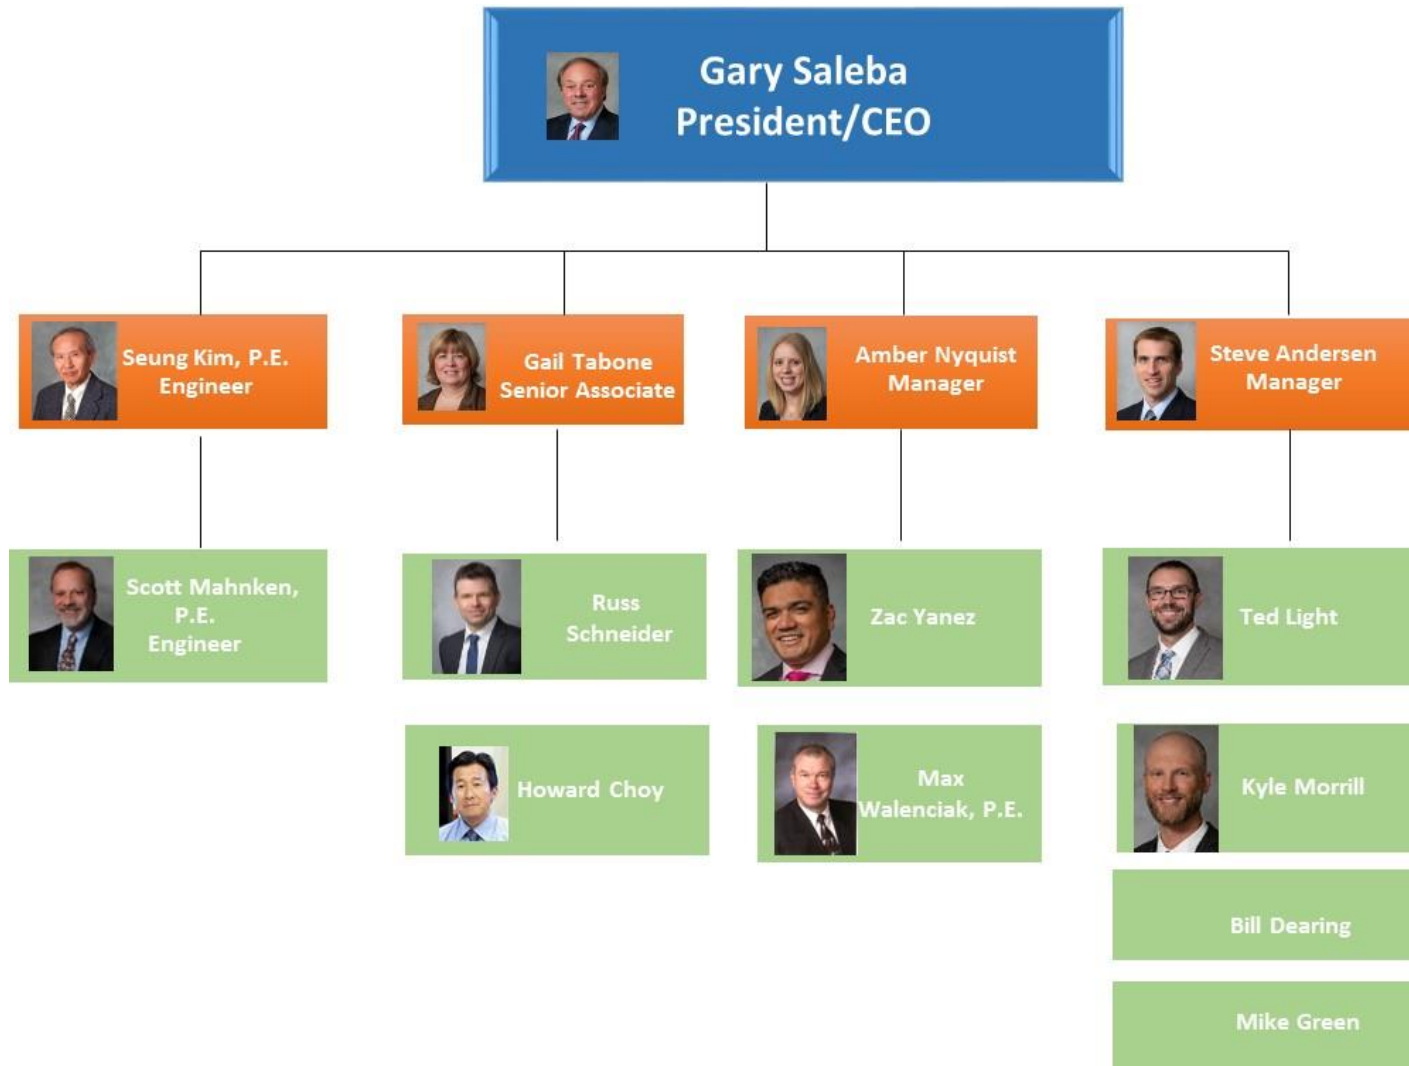 Gary Saleba
President/CEO
Seung Kim, P.E.
Engineer
Gail Tabone
Senior Associate
Amber Nyquist
Manager
Steve Andersen
Manager
Scott Mahnken,
P.E.
Engineer
Russ
Schneider
Zac Yanez
Ted Light
Howard Choy
Max
Walenciak, P.E.
Kyle Morrill
Bill Dearing
Mike Green